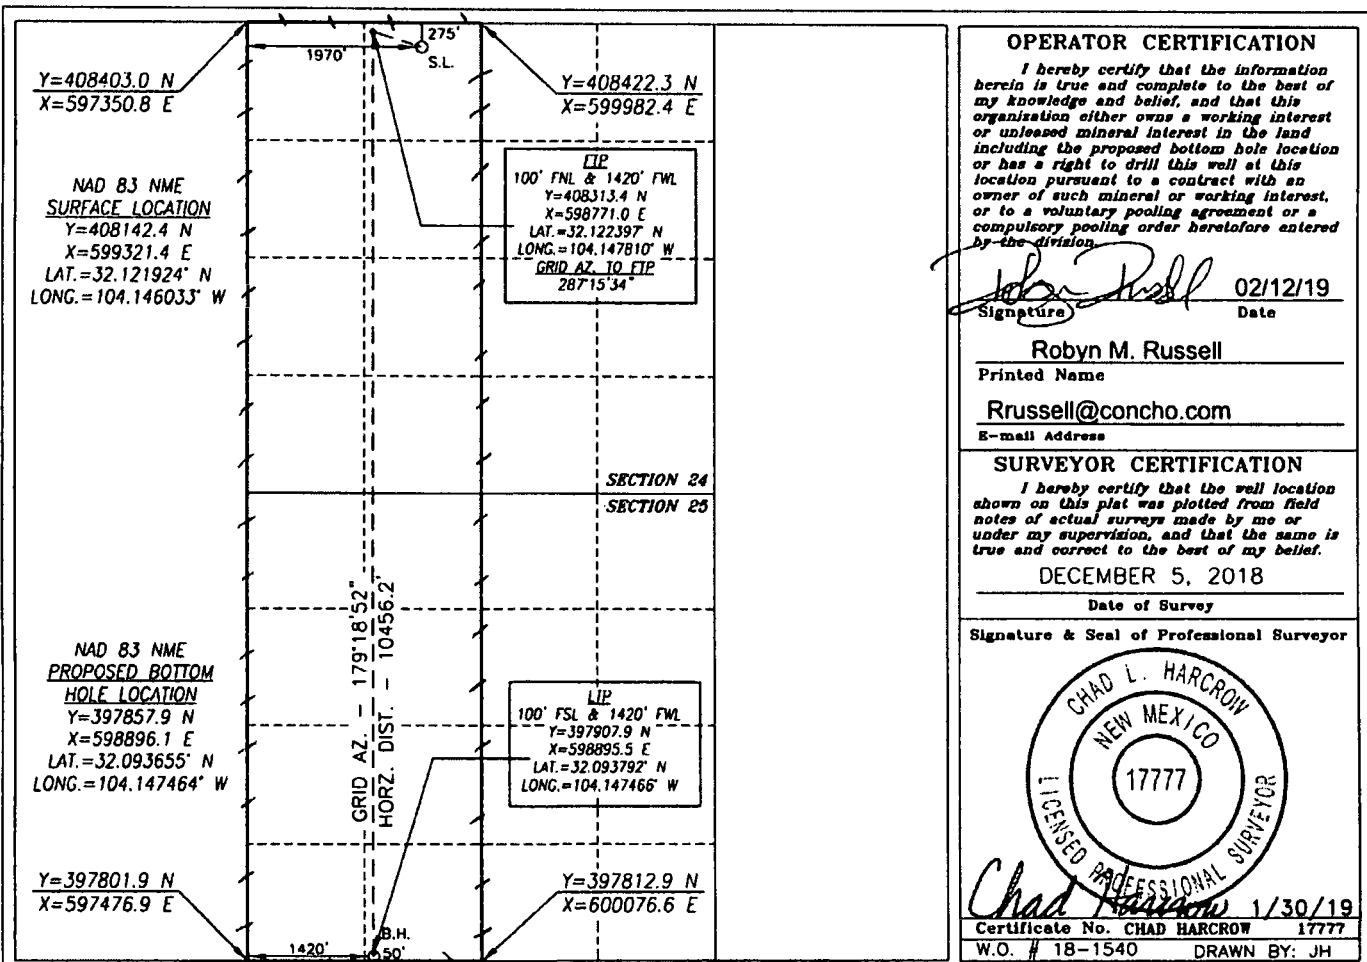 1970'
275'
S.L.
Y=408403.0 N
X=597350.8 E
Y=408422.3 N
X=599982.4 E
NAD 83 NME
SURFACE LOCATION
Y=408142.4 N
X=599321.4 E
LAT.=32.121924° N
LONG.=104.146033° W
FTP
100' FNL & 1420' FWL
Y=408313.4 N
X=598771.0 E
LAT.=32.122397° N
LONG.=104.147810° W
GRID AZ. TO FTP
287°15'34"
SECTION 24
SECTION 25
GRID AZ. - 179°18'52"
HORZ. DIST. - 10456.2'
NAD 83 NME
PROPOSED BOTTOM
HOLE LOCATION
Y=397857.9 N
X=598896.1 E
LAT.=32.093655° N
LONG.=104.147464° W
LTP
100' FSL & 1420' FWL
Y=397907.9 N
X=598895.5 E
LAT.=32.093792° N
LONG.=104.147466° W
Y=397801.9 N
X=597476.9 E
Y=397812.9 N
X=600076.6 E
1420'
B.H.
50'
OPERATOR CERTIFICATION
I hereby certify that the information
herein is true and complete to the best of
my knowledge and belief, and that this
organization either owns a working interest
or unleased mineral interest in the land
including the proposed bottom hole location
or has a right to drill this well at this
location pursuant to a contract with an
owner of such mineral or working interest,
or to a voluntary pooling agreement or a
compulsory pooling order heretofore entered
by the division.
Robyn Russell 02/12/19
Signature Date
Robyn M. Russell
Printed Name
Rrussell@concho.com
E-mail Address
SURVEYOR CERTIFICATION
I hereby certify that the well location
shown on this plat was plotted from field
notes of actual surveys made by me or
under my supervision, and that the same is
true and correct to the best of my belief.
DECEMBER 5, 2018
Date of Survey
Signature & Seal of Professional Surveyor
CHAD L. HARCROW
NEW MEXICO
17777
LICENSED PROFESSIONAL SURVEYOR
Chad Harcrow 1/30/19
Certificate No. CHAD HARCROW 17777
W.O. # 18-1540 DRAWN BY: JH